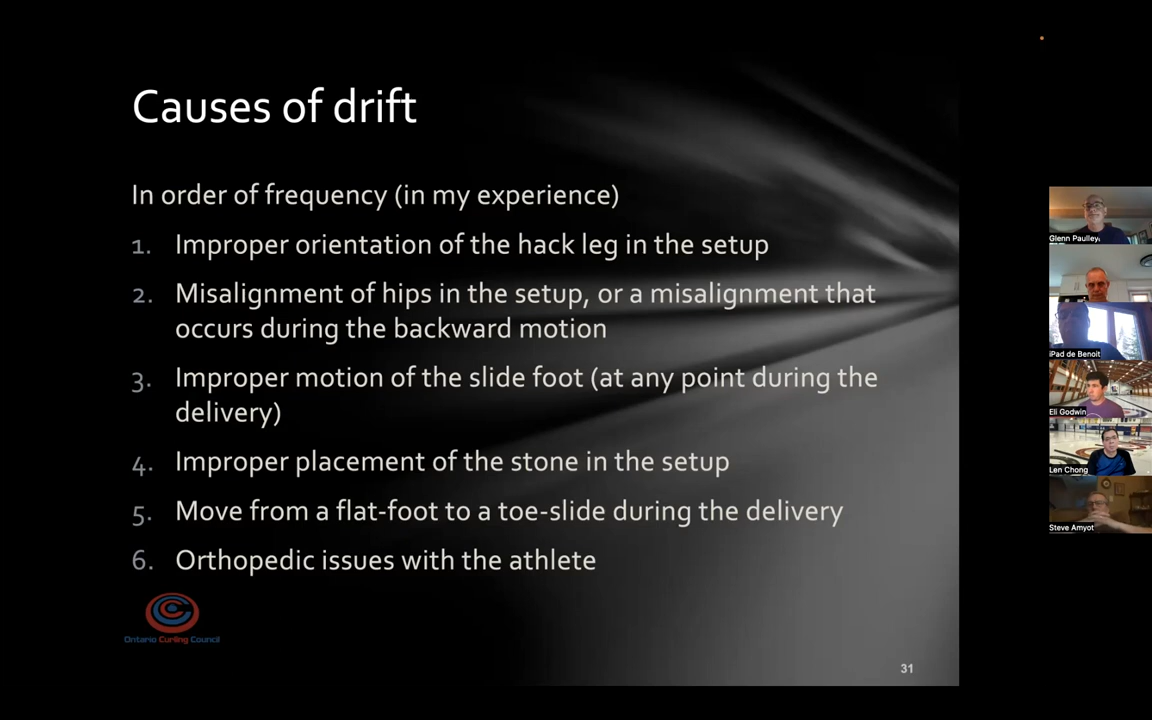 Causes of drift
In order of frequency (in my experience)
1. Improper orientation of the hack leg in the setup
2. Misalignment of hips in the setup, or a misalignment that
occurs during the backward motion
3. Improper motion of the slide foot (at any point during the
delivery)
4. Improper placement of the stone in the setup
5. Move from a flat-foot to a toe-slide during the delivery
6. Orthopedic issues with the athlete
Ontario Curling Council
31
Glenn Paulley
iPad de Benoit
Eli Godwin
Len Chong
Steve Amyot